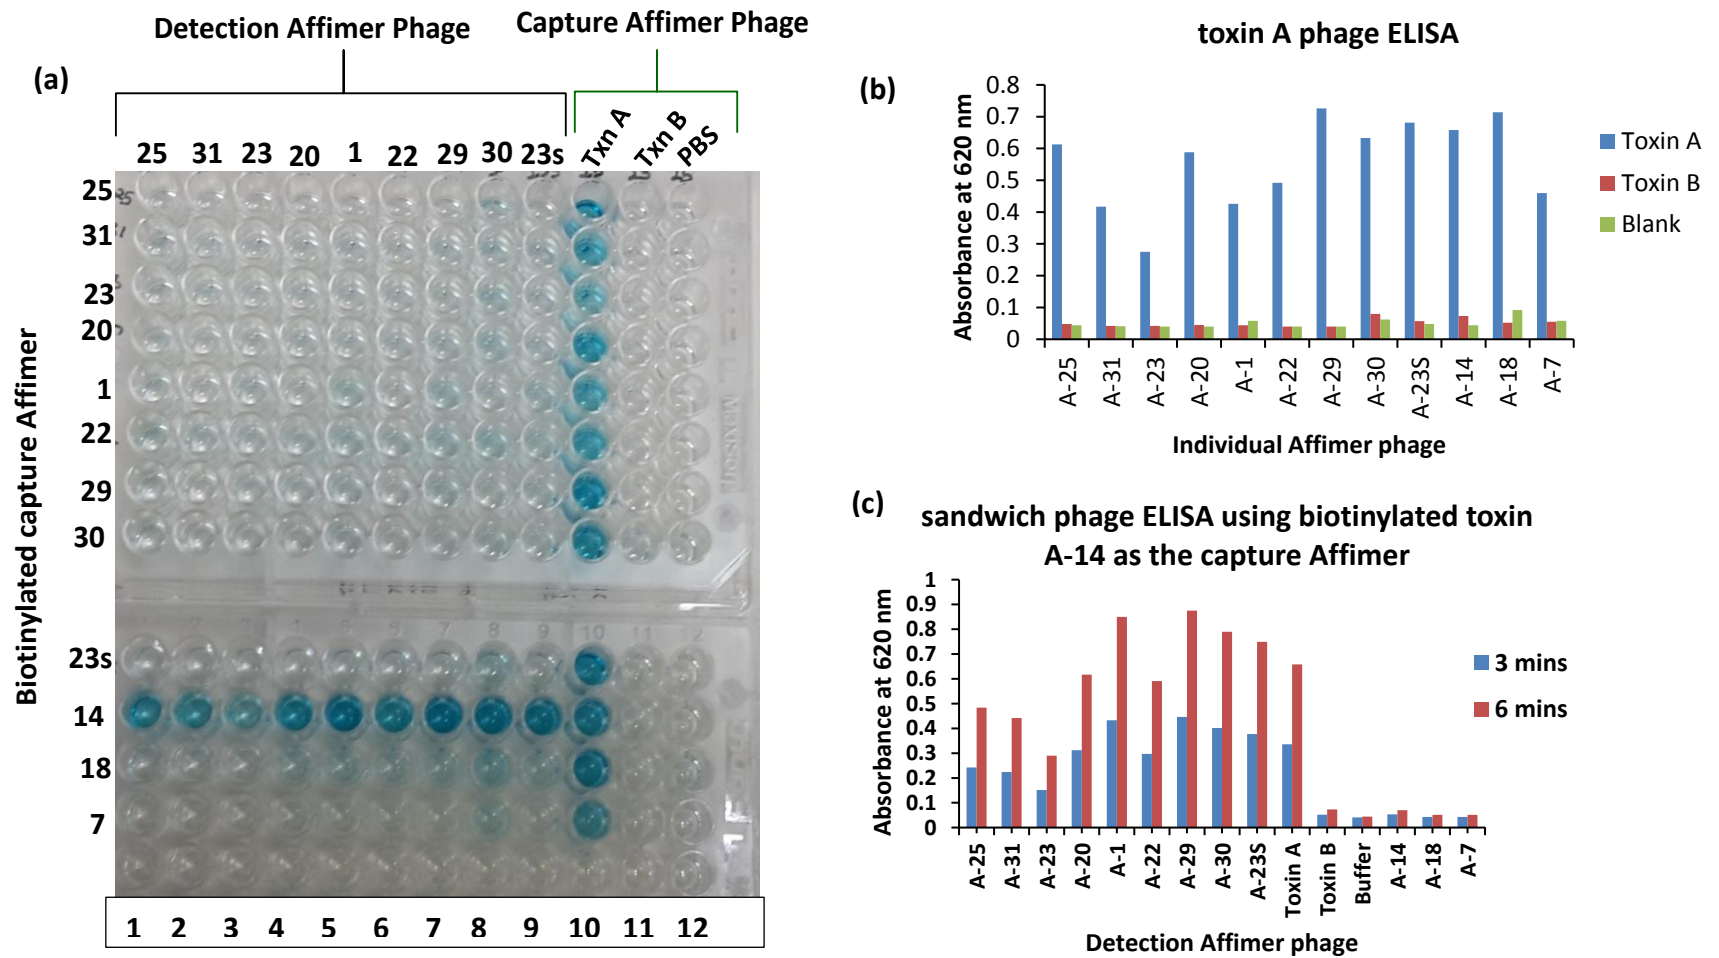 (a)
Detection Affimer Phage
Capture Affimer Phage
25 31 23 20 1 22 29 30 23s Txn A Txn B PBS
Biotinylated capture Affimer
25
31
23
20
1
22
29
30
23s
14
18
7
1 2 3 4 5 6 7 8 9 10 11 12
(b)
toxin A phage ELISA
Absorbance at 620 nm
0.8
0.7
0.6
0.5
0.4
0.3
0.2
0.1
0
A-25 A-31 A-23 A-20 A-1 A-22 A-29 A-30 A-23S A-14 A-18 A-7
Individual Affimer phage
Toxin A
Toxin B
Blank
(c)
sandwich phage ELISA using biotinylated toxin
A-14 as the capture Affimer
Absorbance at 620 nm
1
0.9
0.8
0.7
0.6
0.5
0.4
0.3
0.2
0.1
0
A-25 A-31 A-23 A-20 A-1 A-22 A-29 A-30 A-23S Toxin A Toxin B Buffer A-14 A-18 A-7
Detection Affimer phage
3 mins
6 mins